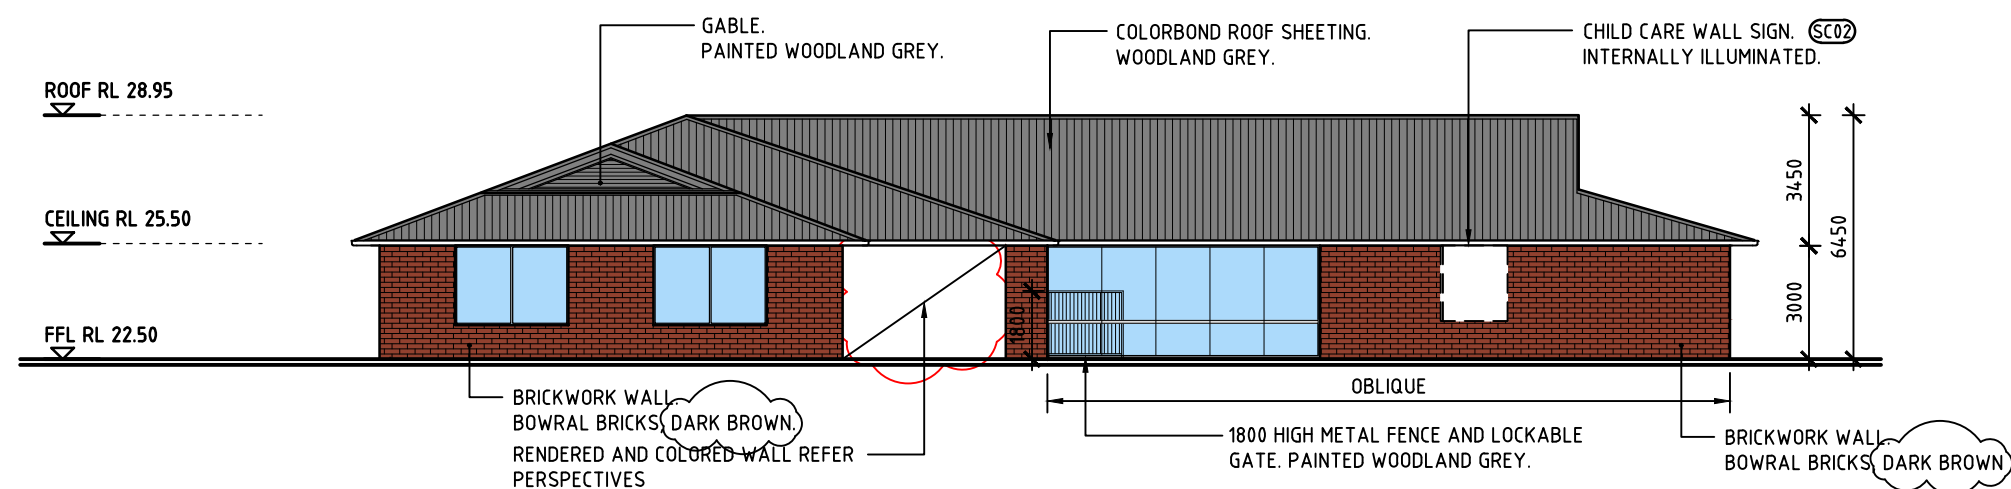 GABLE.
PAINTED WOODLAND GREY.
COLORBOND ROOF SHEETING.
WOODLAND GREY.
CHILD CARE WALL SIGN. SC02
INTERNALLY ILLUMINATED.
ROOF RL 28.95
CEILING RL 25.50
FFL RL 22.50
3450
6450
3000
1800
OBLIQUE
BRICKWORK WALL.
BOWRAL BRICKS, DARK BROWN.
RENDERED AND COLORED WALL REFER
PERSPECTIVES
1800 HIGH METAL FENCE AND LOCKABLE
GATE. PAINTED WOODLAND GREY.
BRICKWORK WALL.
BOWRAL BRICKS, DARK BROWN